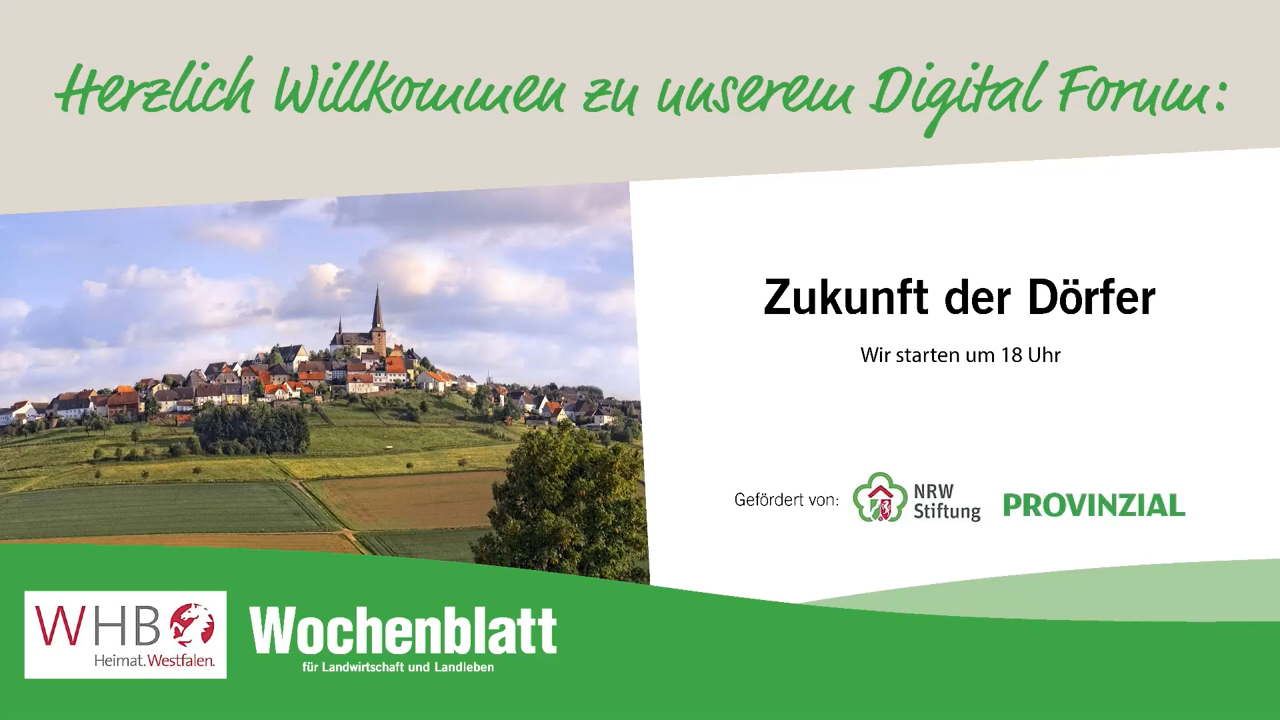 Herzlich Willkommen zu unserem Digital Forum:
Zukunft der Dörfer
Wir starten um 18 Uhr
Gefördert von:
NRW
Stiftung
PROVINZIAL
WHB
Heimat.Westfalen.
Wochenblatt
für Landwirtschaft und Landleben